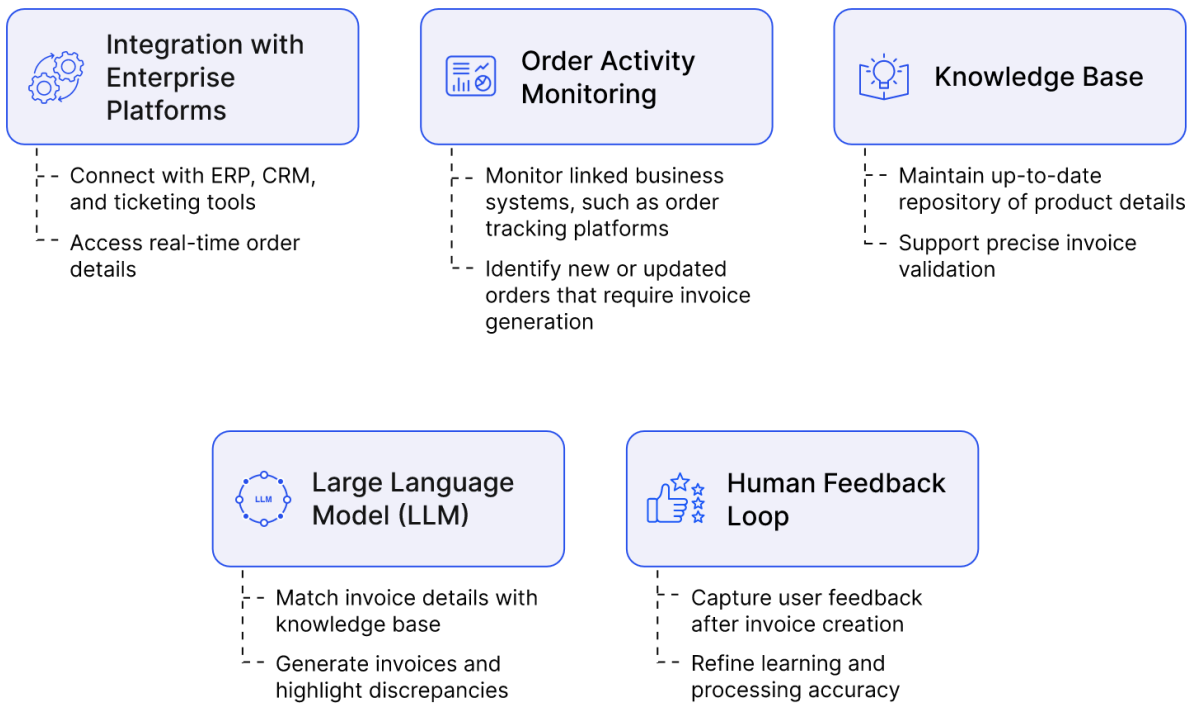 Integration with
Enterprise
Platforms
Connect with ERP, CRM,
and ticketing tools
Access real-time order
details
Order Activity
Monitoring
Monitor linked business
systems, such as order
tracking platforms
Identify new or updated
orders that require invoice
generation
Knowledge Base
Maintain up-to-date
repository of product details
Support precise invoice
validation
LLM
Large Language
Model (LLM)
Match invoice details with
knowledge base
Generate invoices and
highlight discrepancies
Human Feedback
Loop
Capture user feedback
after invoice creation
Refine learning and
processing accuracy